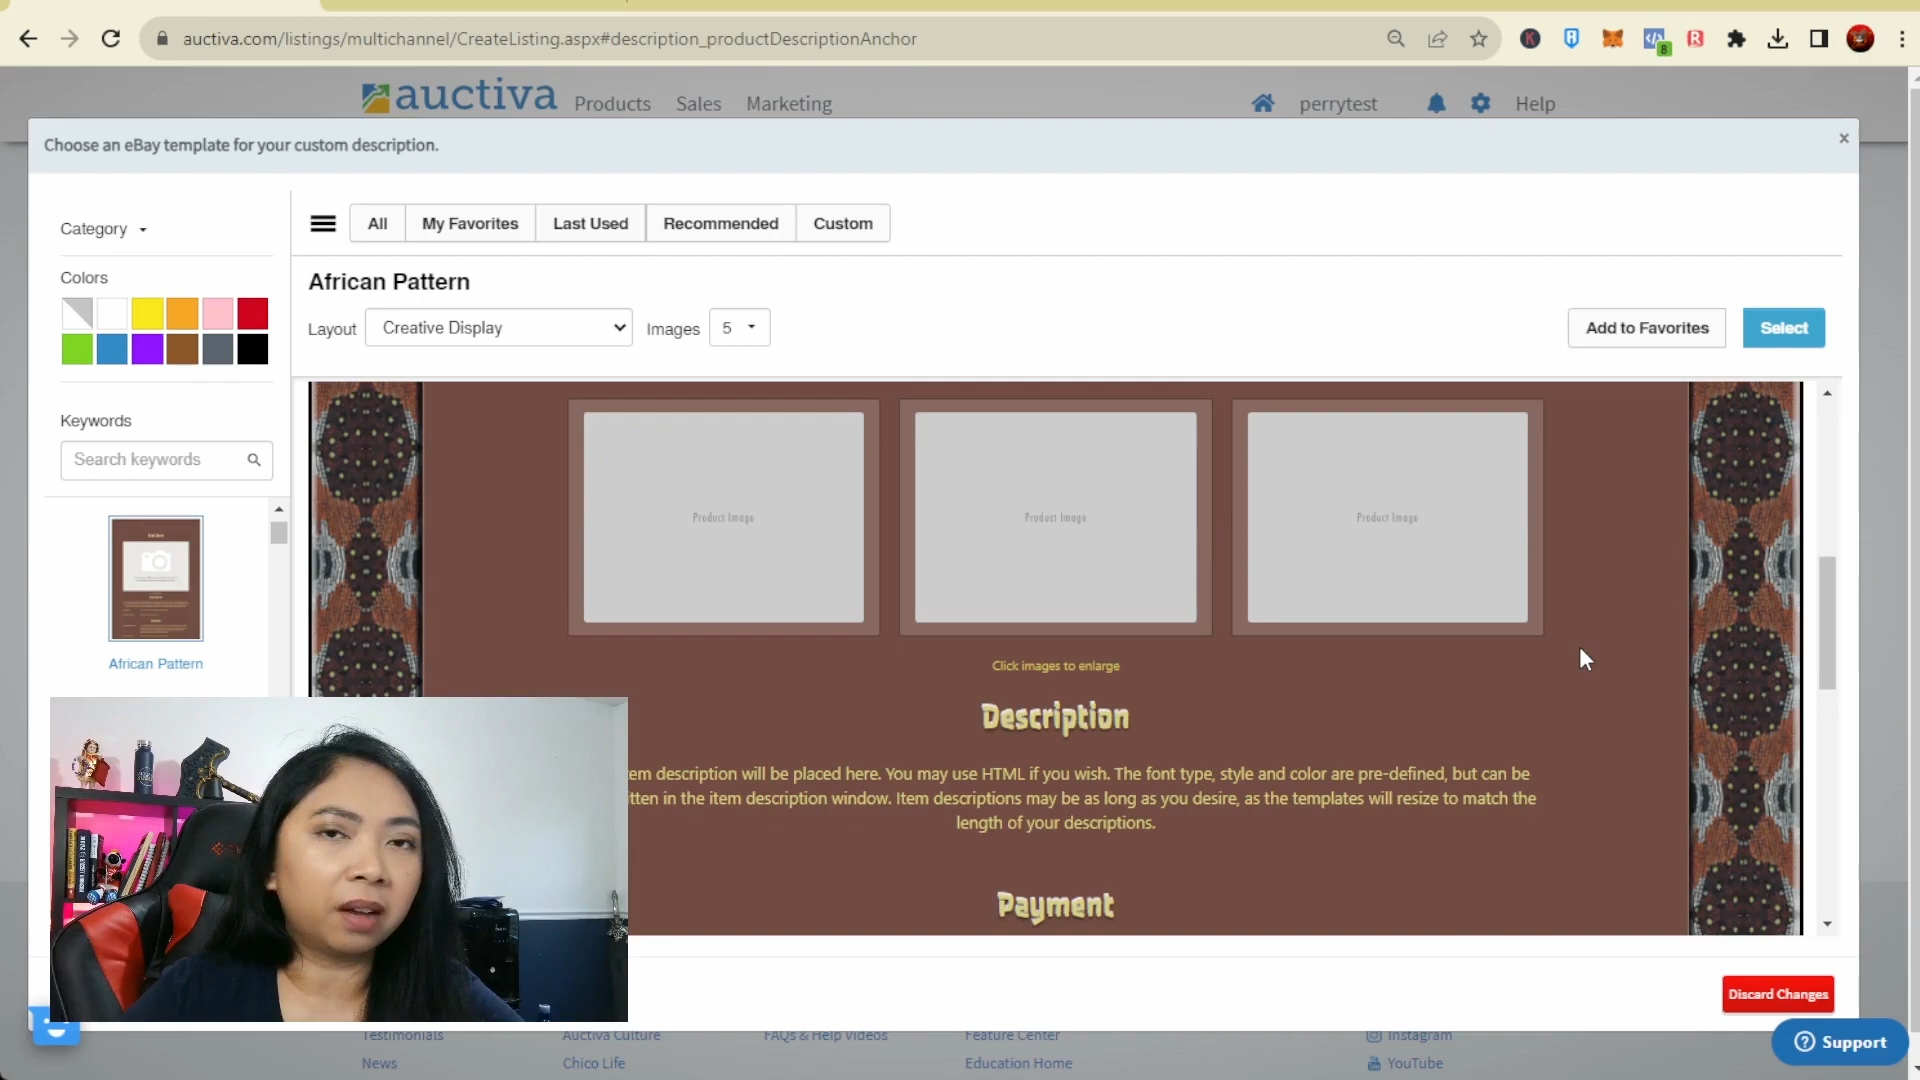 auctiva.com/listings/multichannel/CreateListing.aspx#description_productDescriptionAnchor
8
auctiva Products Sales Marketing perrytest Help
Choose an eBay template for your custom description.
Category
All My Favorites Last Used Recommended Custom
Colors
African Pattern
Layout Creative Display Images 5 Add to Favorites Select
Keywords
Search keywords
Product Image Product Image Product Image
African Pattern
Click images to enlarge
Description
em description will be placed here. You may use HTML if you wish. The font type, style and color are pre-defined, but can be
tten in the item description window. Item descriptions may be as long as you desire, as the templates will resize to match the
length of your descriptions.
Payment
Discard Changes
Testimonials Auctiva Culture FAQs & Help Videos Feature Center Instagram
Support
News Chico Life Education Home YouTube